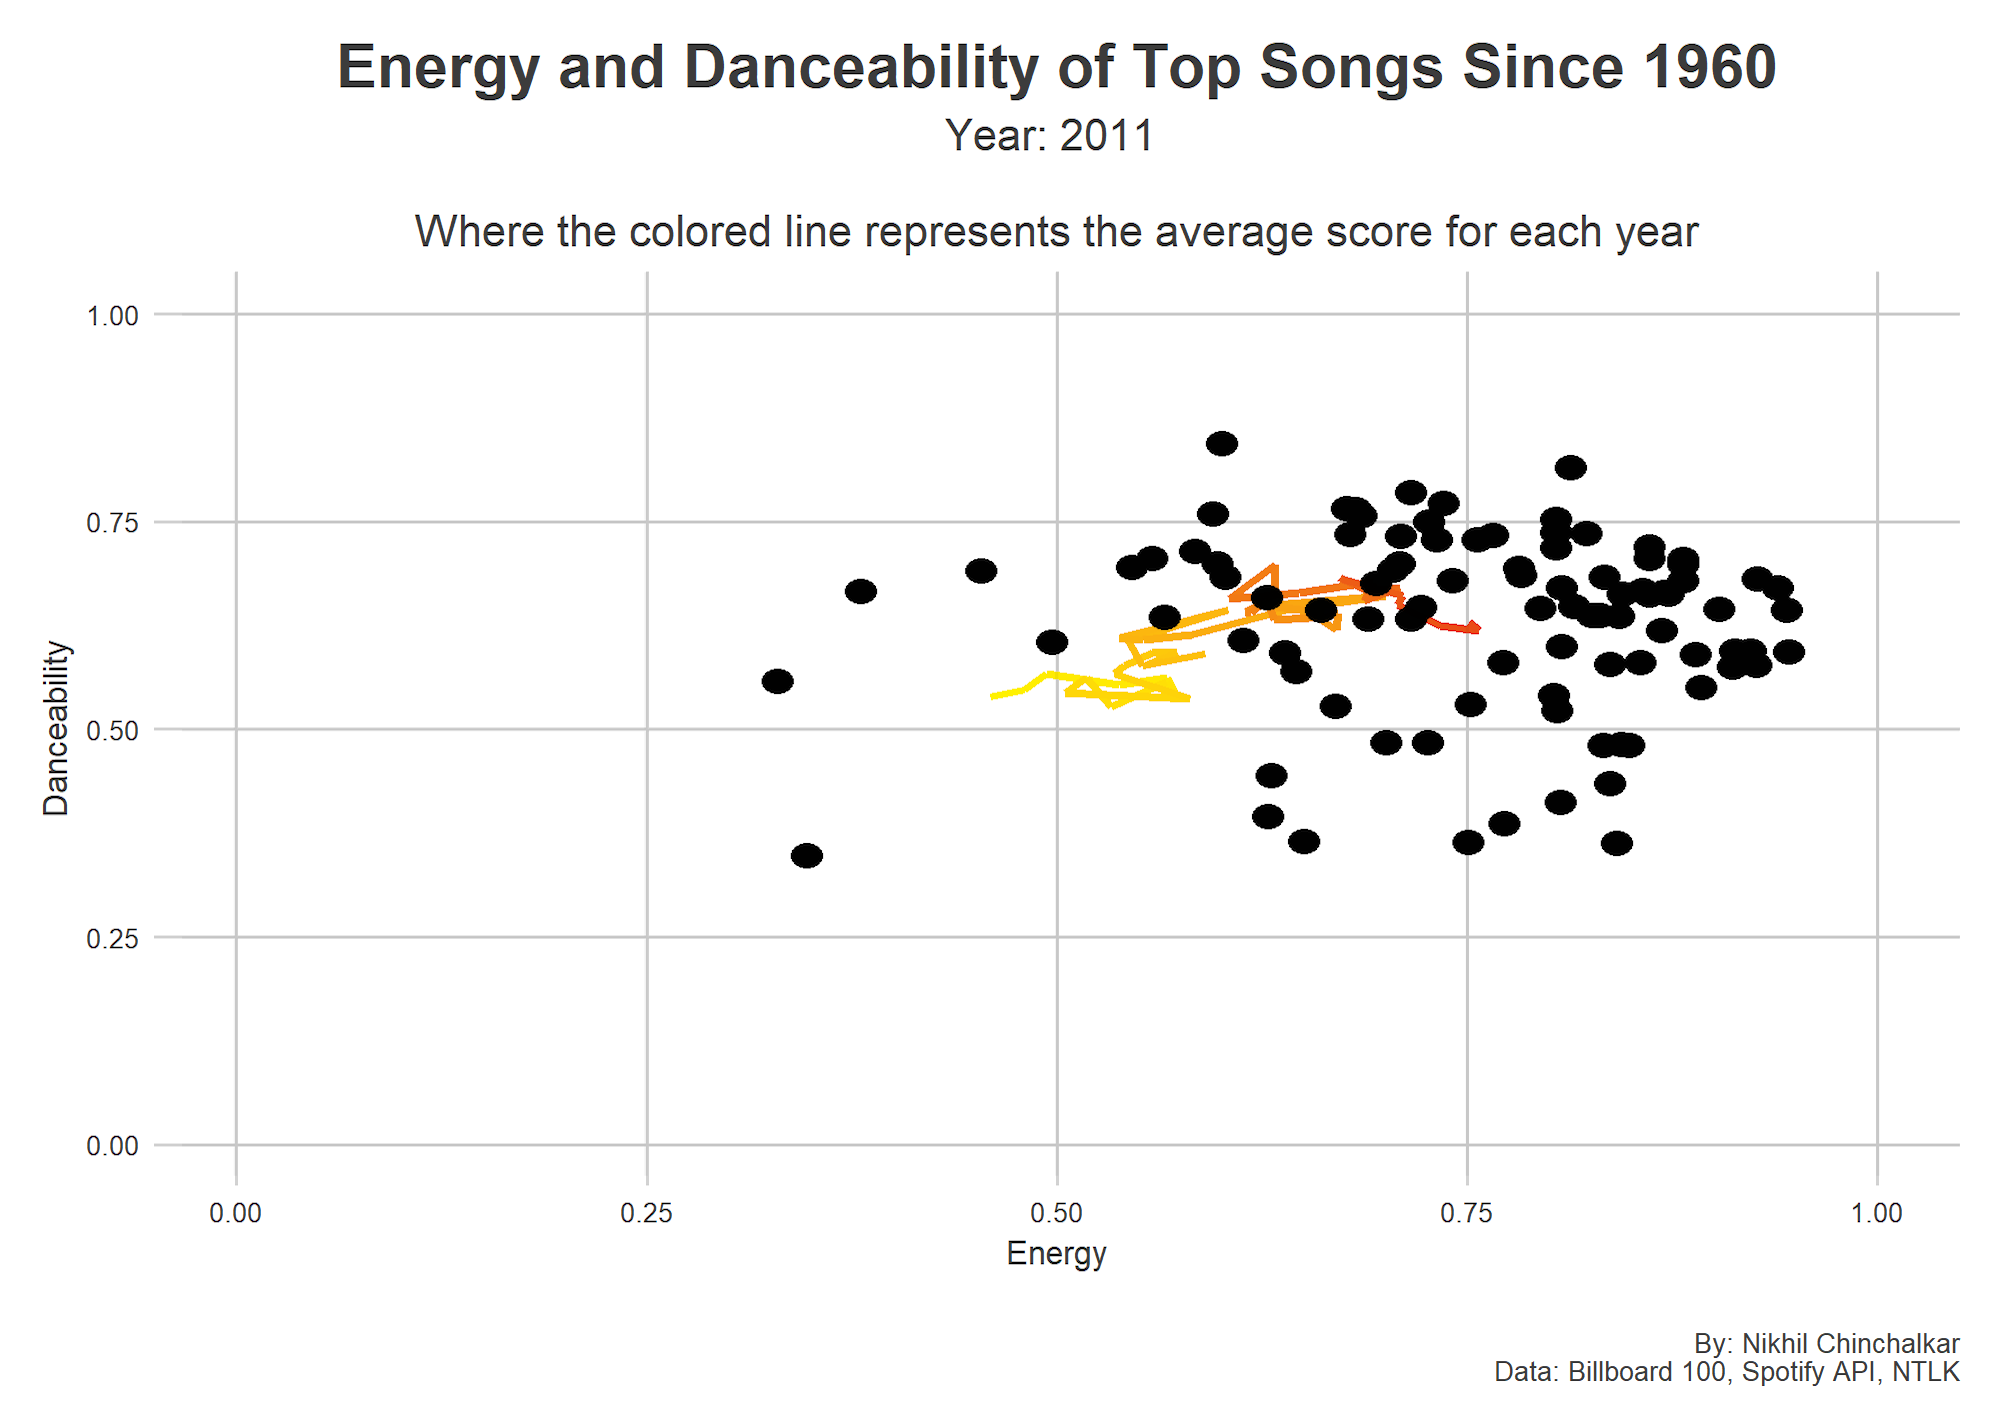 Energy and Danceability of Top Songs Since 1960
Year: 2011
Where the colored line represents the average score for each year
1.00
0.75
0.50
0.25
0.00
Danceability
0.00 0.25 0.50 0.75 1.00
Energy
By: Nikhil Chinchalkar
Data: Billboard 100, Spotify API, NTLK